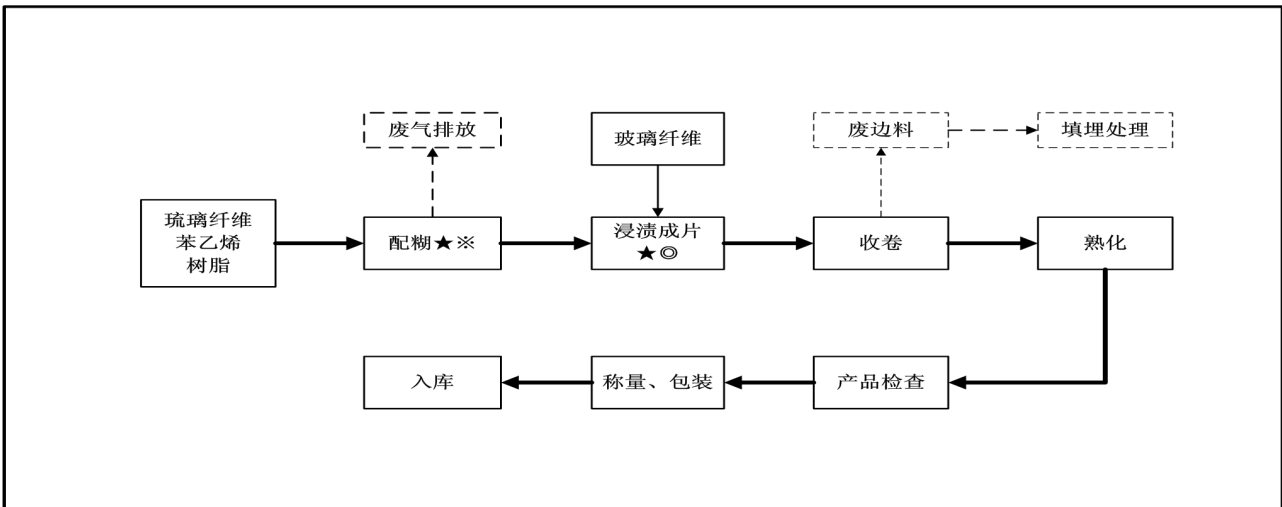 废气排放
玻璃纤维
废边料
填埋处理
琉璃纤维
苯乙烯
树脂
配糊★※
浸渍成片
★◎
收卷
熟化
入库
称量、包装
产品检查